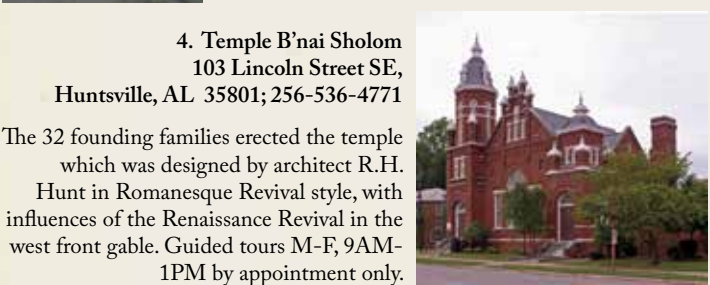 4. Temple B’nai Sholom
103 Lincoln Street SE,
Huntsville, AL 35801; 256-536-4771
The 32 founding families erected the temple
which was designed by architect R.H.
Hunt in Romanesque Revival style, with
influences of the Renaissance Revival in the
west front gable. Guided tours M-F, 9AM-
1PM by appointment only.